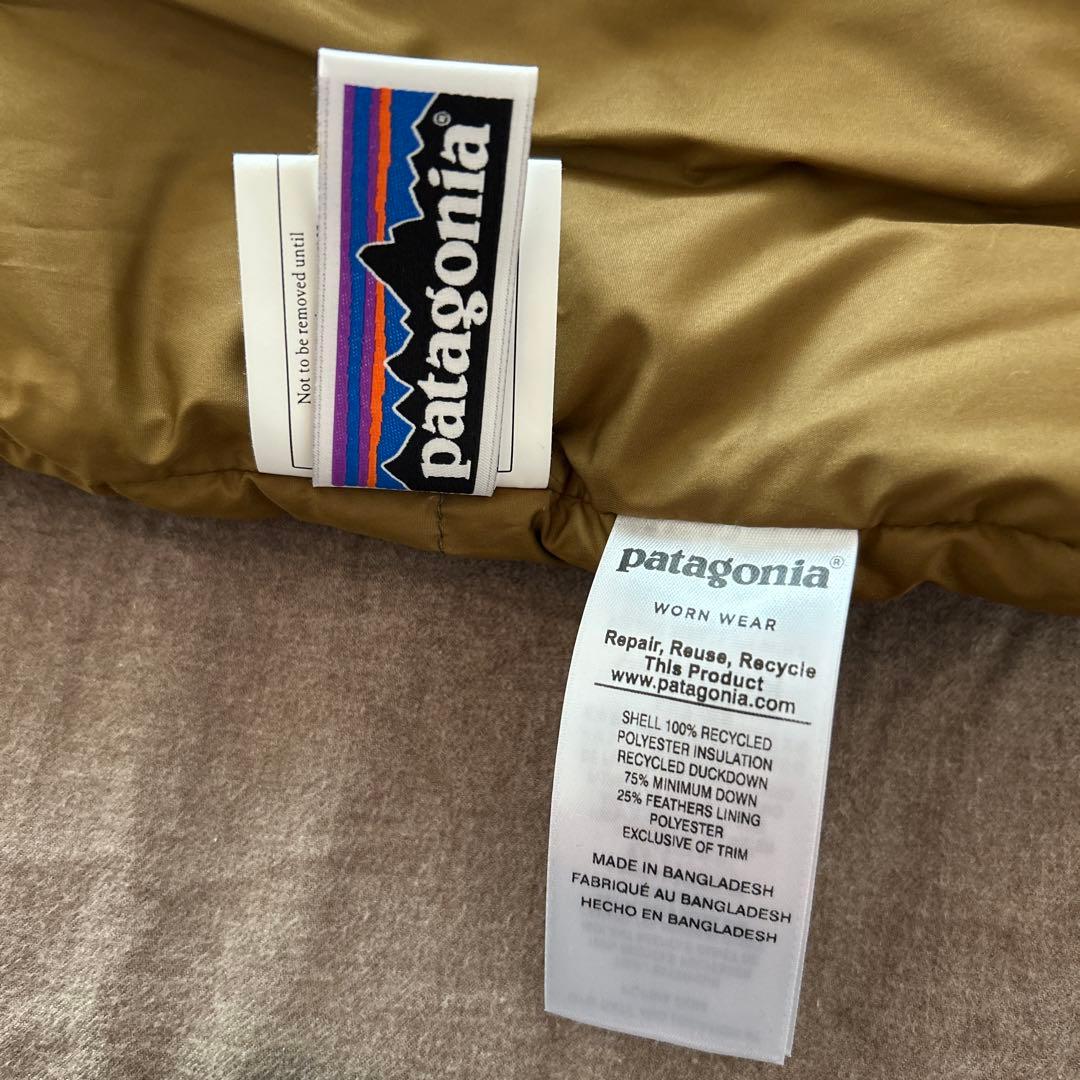 Not to be removed until
patagonia®
patagonia®
WORN WEAR
Repair, Reuse, Recycle
This Product
www.patagonia.com
SHELL 100% RECYCLED
POLYESTER INSULATION
RECYCLED DUCKDOWN
75% MINIMUM DOWN
25% FEATHERS LINING
POLYESTER
EXCLUSIVE OF TRIM
MADE IN BANGLADESH
FABRIQUÉ AU BANGLADESH
HECHO EN BANGLADESH